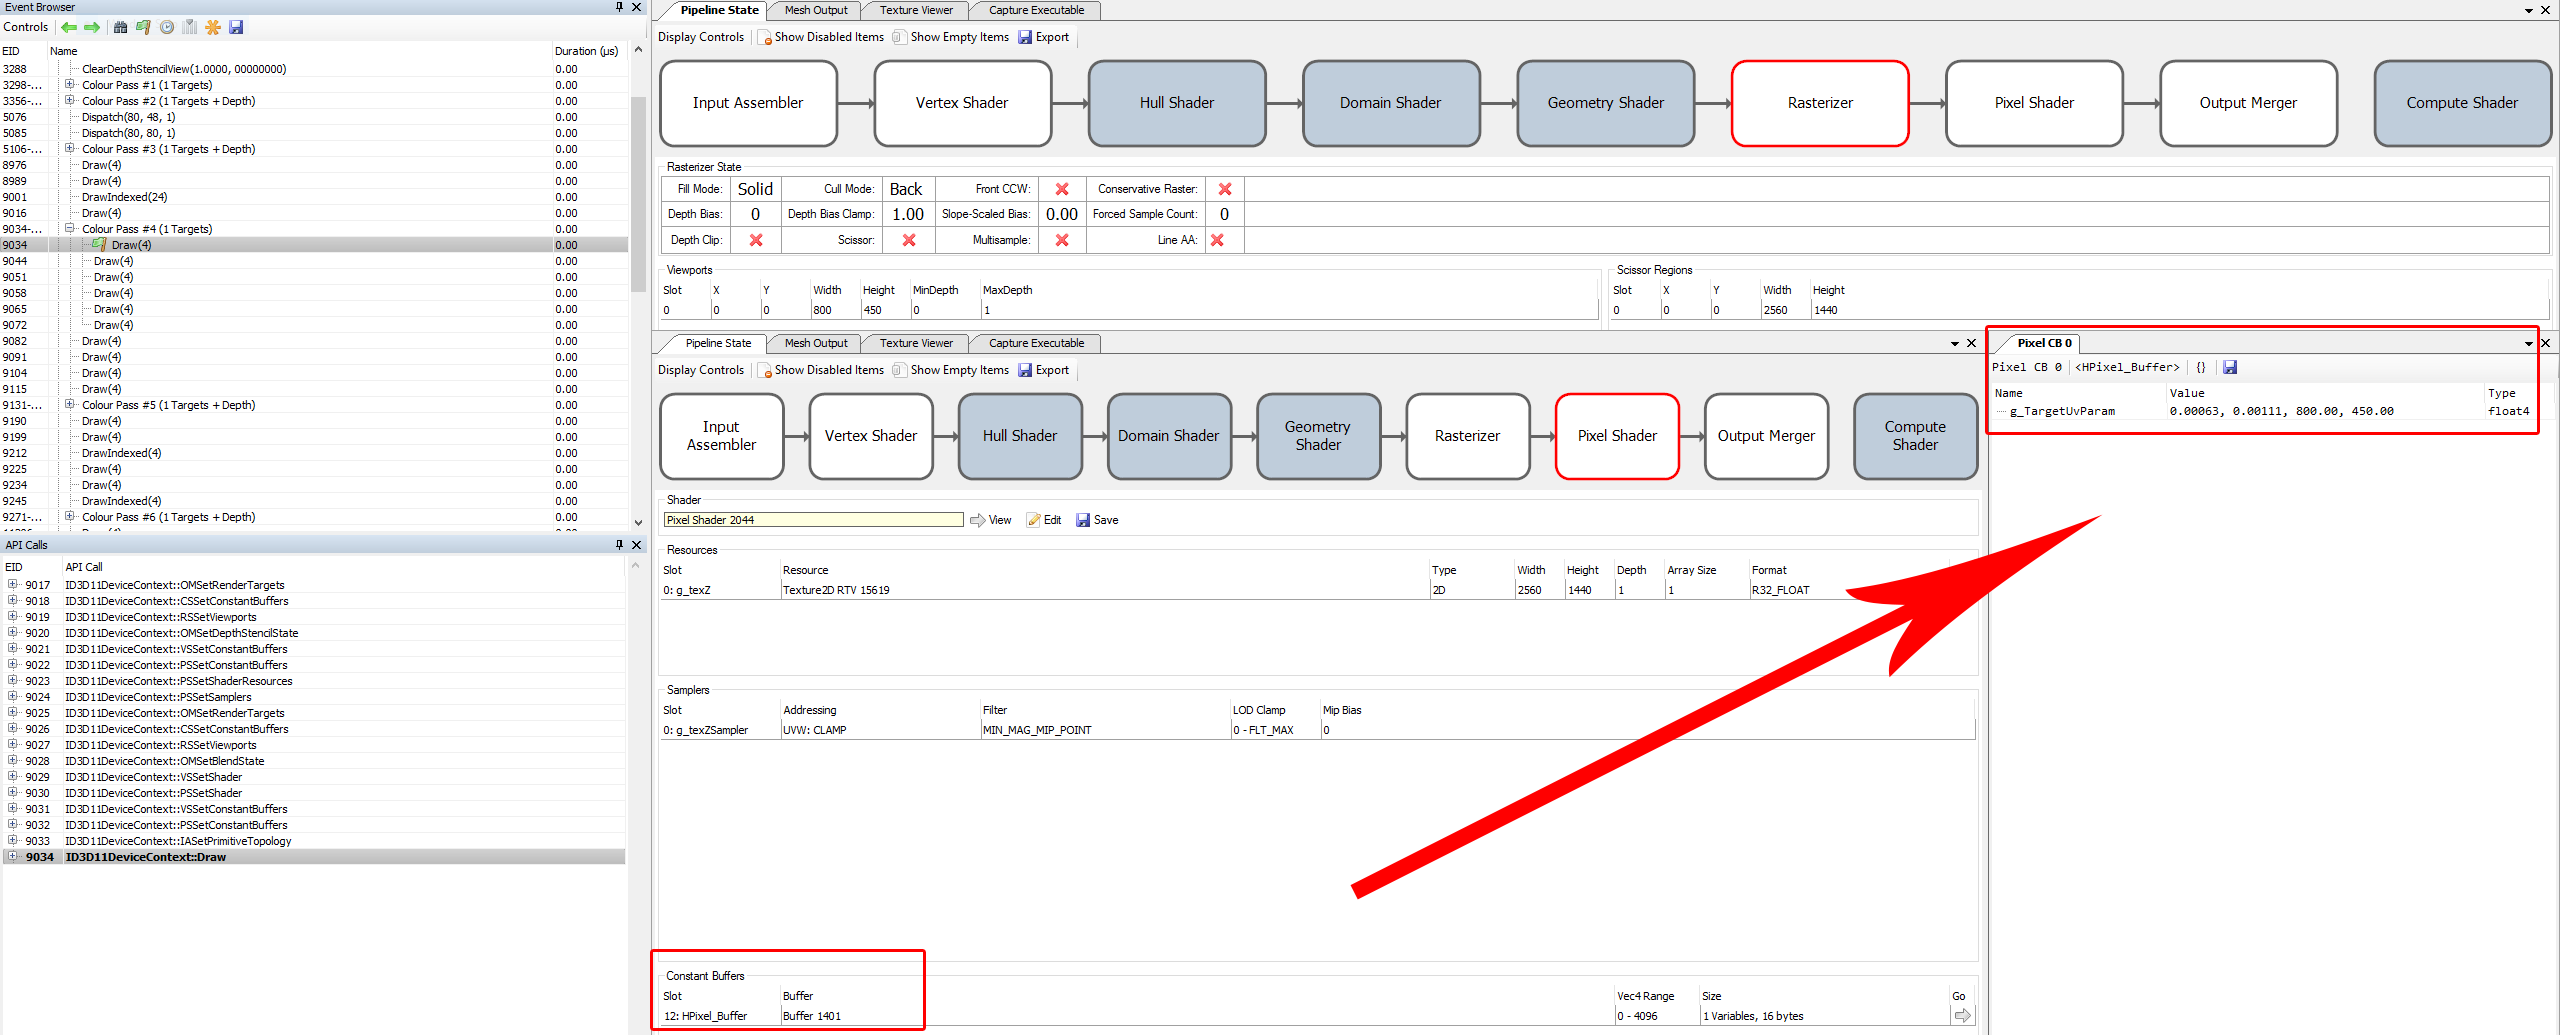 Event Browser
Controls
EID Name Duration (µs)
3288 ClearDepthStencilView(1.0000, 00000000) 0.00
3298-... Colour Pass #1 (1 Targets) 0.00
3356-... Colour Pass #2 (1 Targets + Depth) 0.00
5076 Dispatch(80, 48, 1) 0.00
5085 Dispatch(80, 80, 1) 0.00
5106-... Colour Pass #3 (1 Targets + Depth) 0.00
8976 Draw(4) 0.00
8989 Draw(4) 0.00
9001 DrawIndexed(24) 0.00
9016 Draw(4) 0.00
9034-... Colour Pass #4 (1 Targets) 0.00
9034 Draw(4) 0.00
9044 Draw(4) 0.00
9051 Draw(4) 0.00
9058 Draw(4) 0.00
9065 Draw(4) 0.00
9072 Draw(4) 0.00
9082 Draw(4) 0.00
9091 Draw(4) 0.00
9104 Draw(4) 0.00
9115 Draw(4) 0.00
9131-... Colour Pass #5 (1 Targets + Depth) 0.00
9190 Draw(4) 0.00
9199 Draw(4) 0.00
9212 DrawIndexed(4) 0.00
9225 Draw(4) 0.00
9234 Draw(4) 0.00
9245 DrawIndexed(4) 0.00
9271-... Colour Pass #6 (1 Targets + Depth) 0.00
API Calls
EID API Call
9017 ID3D11DeviceContext::OMSetRenderTargets
9018 ID3D11DeviceContext::CSSetConstantBuffers
9019 ID3D11DeviceContext::RSSetViewports
9020 ID3D11DeviceContext::OMSetDepthStencilState
9021 ID3D11DeviceContext::VSSetConstantBuffers
9022 ID3D11DeviceContext::PSSetConstantBuffers
9023 ID3D11DeviceContext::PSSetShaderResources
9024 ID3D11DeviceContext::PSSetSamplers
9025 ID3D11DeviceContext::OMSetRenderTargets
9026 ID3D11DeviceContext::CSSetConstantBuffers
9027 ID3D11DeviceContext::RSSetViewports
9028 ID3D11DeviceContext::OMSetBlendState
9029 ID3D11DeviceContext::VSSetShader
9030 ID3D11DeviceContext::PSSetShader
9031 ID3D11DeviceContext::VSSetConstantBuffers
9032 ID3D11DeviceContext::PSSetConstantBuffers
9033 ID3D11DeviceContext::IASetPrimitiveTopology
9034 ID3D11DeviceContext::Draw
Pipeline State Mesh Output Texture Viewer Capture Executable
Display Controls Show Disabled Items Show Empty Items Export
Input Assembler Vertex Shader Hull Shader Domain Shader Geometry Shader Rasterizer Pixel Shader Output Merger Compute Shader
Rasterizer State
Fill Mode: Solid Cull Mode: Back Front CCW: Conservative Raster:
Depth Bias: 0 Depth Bias Clamp: 1.00 Slope-Scaled Bias: 0.00 Forced Sample Count: 0
Depth Clip: Scissor: Multisample: Line AA:
Viewports
Slot X Y Width Height MinDepth MaxDepth
0 0 0 800 450 0 1
Scissor Regions
Slot X Y Width Height
0 0 0 2560 1440
Pipeline State Mesh Output Texture Viewer Capture Executable
Display Controls Show Disabled Items Show Empty Items Export
Input Assembler Vertex Shader Hull Shader Domain Shader Geometry Shader Rasterizer Pixel Shader Output Merger Compute Shader
Shader
Pixel Shader 2044 View Edit Save
Resources
Slot Resource Type Width Height Depth Array Size Format
0: g_texZ Texture2D RTV 15619 2D 2560 1440 1 1 R32_FLOAT
Samplers
Slot Addressing Filter LOD Clamp Mip Bias
0: g_texZSampler UVW: CLAMP MIN_MAG_MIP_POINT 0 - FLT_MAX 0
Constant Buffers
Slot Buffer Vec4 Range Size Go
12: HPixel_Buffer Buffer 1401 0 - 4096 1 Variables, 16 bytes
Pixel CB 0
Pixel CB 0 <HPixel_Buffer> {}
Name Value Type
g_TargetUvParam 0.00063, 0.00111, 800.00, 450.00 float4